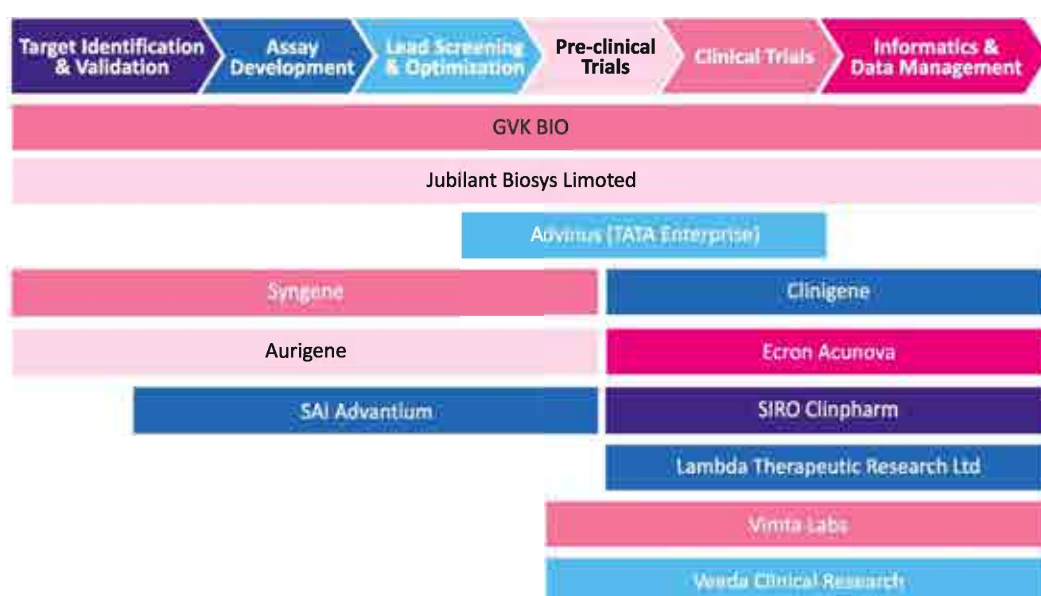 Target Identification
& Validation
Assay
Development
Lead Screening
& Optimization
Pre-clinical
Trials
Clinical Trials
Informatics &
Data Management
GVK BIO
Jubilant Biosys Limoted
Advinus (TATA Enterprise)
Syngene
Clinigene
Aurigene
Ecron Acunova
SAI Advantium
SIRO Clinpharm
Lambda Therapeutic Research Ltd
Vimta Labs
Veeda Clinical Research